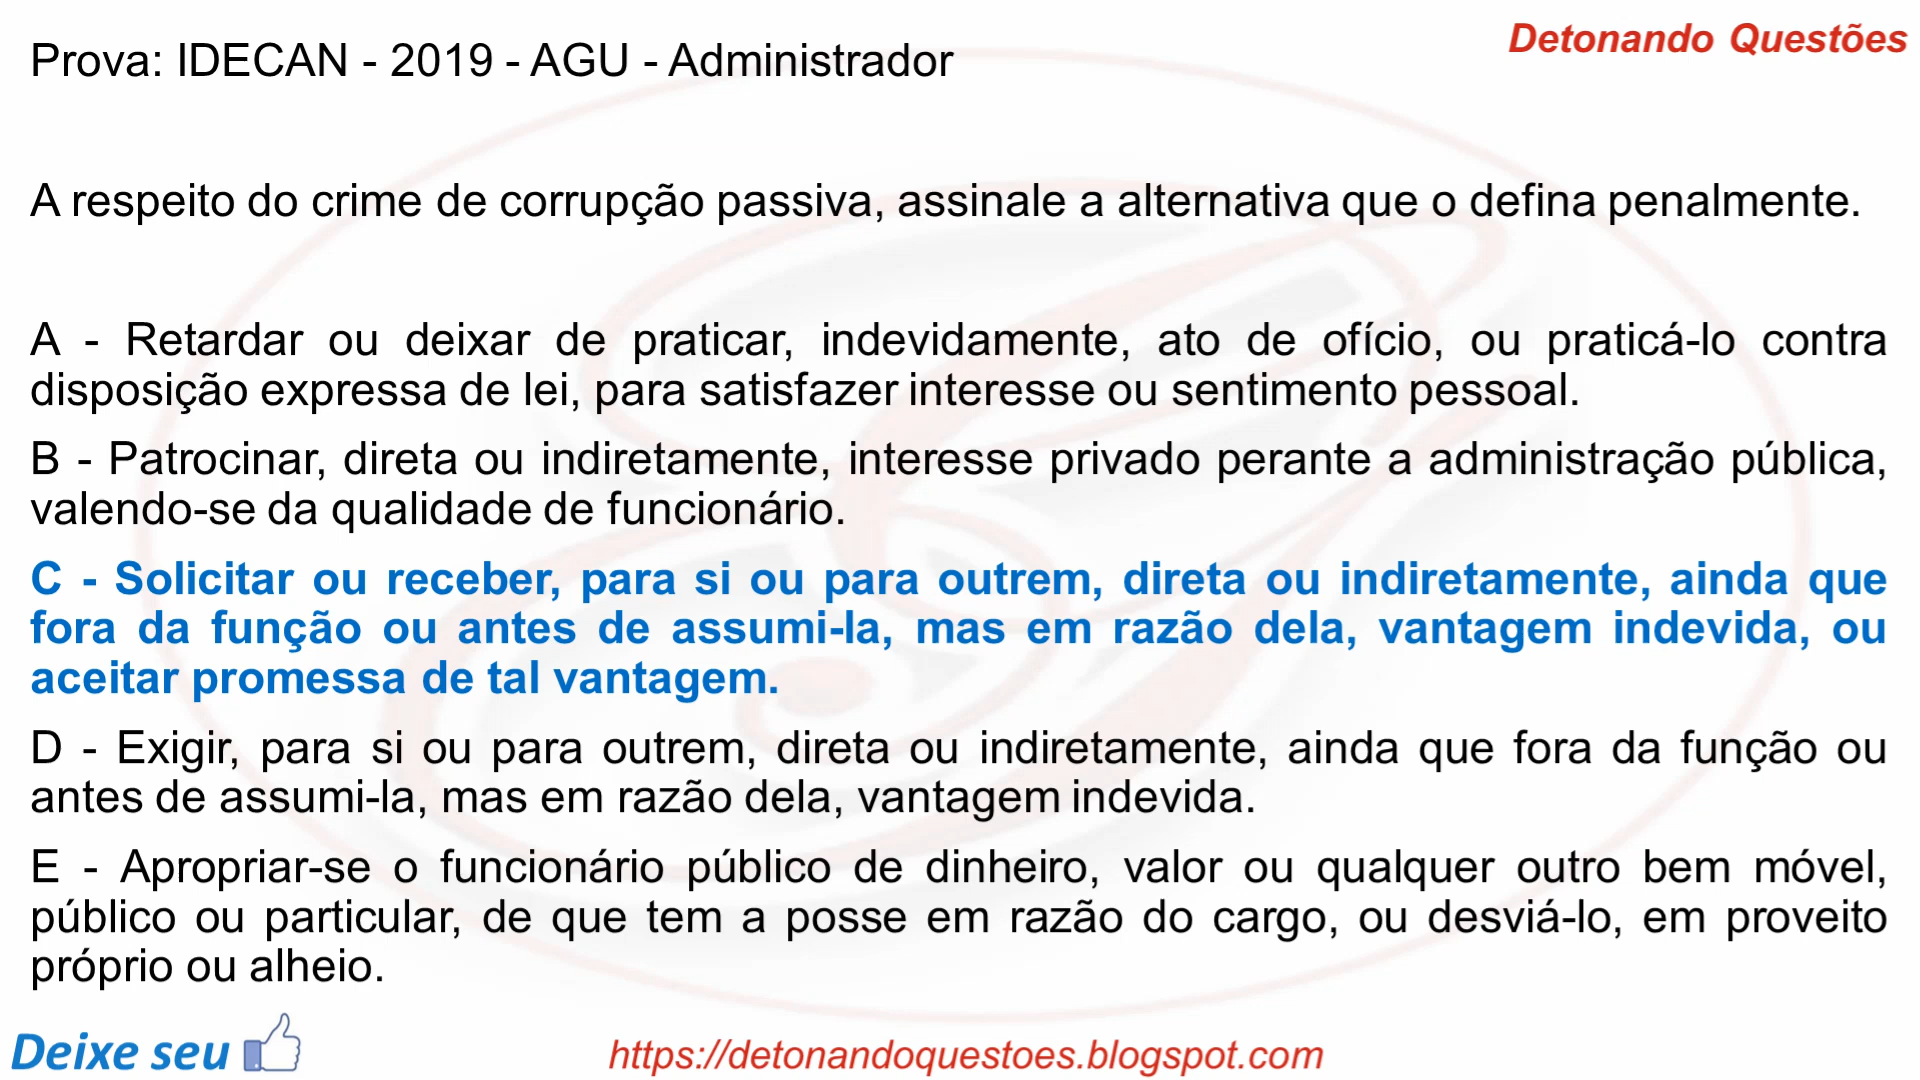 Prova: IDECAN - 2019 - AGU - Administrador
Detonando Questões
A respeito do crime de corrupção passiva, assinale a alternativa que o defina penalmente.
A - Retardar ou deixar de praticar, indevidamente, ato de ofício, ou praticá-lo contra
disposição expressa de lei, para satisfazer interesse ou sentimento pessoal.
B - Patrocinar, direta ou indiretamente, interesse privado perante a administração pública,
valendo-se da qualidade de funcionário.
C - Solicitar ou receber, para si ou para outrem, direta ou indiretamente, ainda que
fora da função ou antes de assumi-la, mas em razão dela, vantagem indevida, ou
aceitar promessa de tal vantagem.
D - Exigir, para si ou para outrem, direta ou indiretamente, ainda que fora da função ou
antes de assumi-la, mas em razão dela, vantagem indevida.
E - Apropriar-se o funcionário público de dinheiro, valor ou qualquer outro bem móvel,
público ou particular, de que tem a posse em razão do cargo, ou desviá-lo, em proveito
próprio ou alheio.
Deixe seu
https://detonandoquestoes.blogspot.com